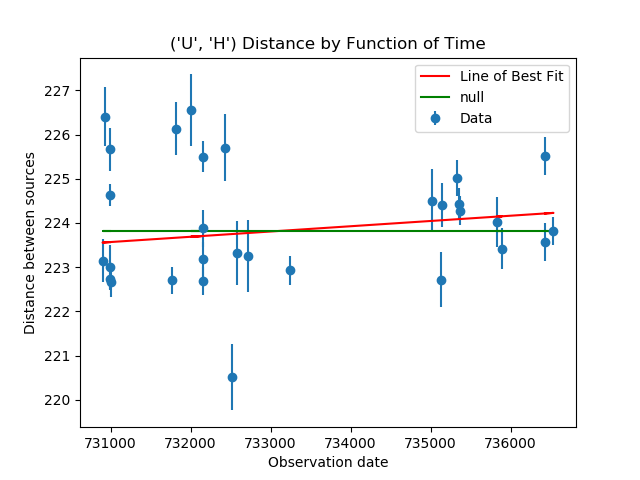 ('U', 'H') Distance by Function of Time
Line of Best Fit
null
Data
Distance between sources
227
226
225
224
223
222
221
220
731000 732000 733000 734000 735000 736000
Observation date